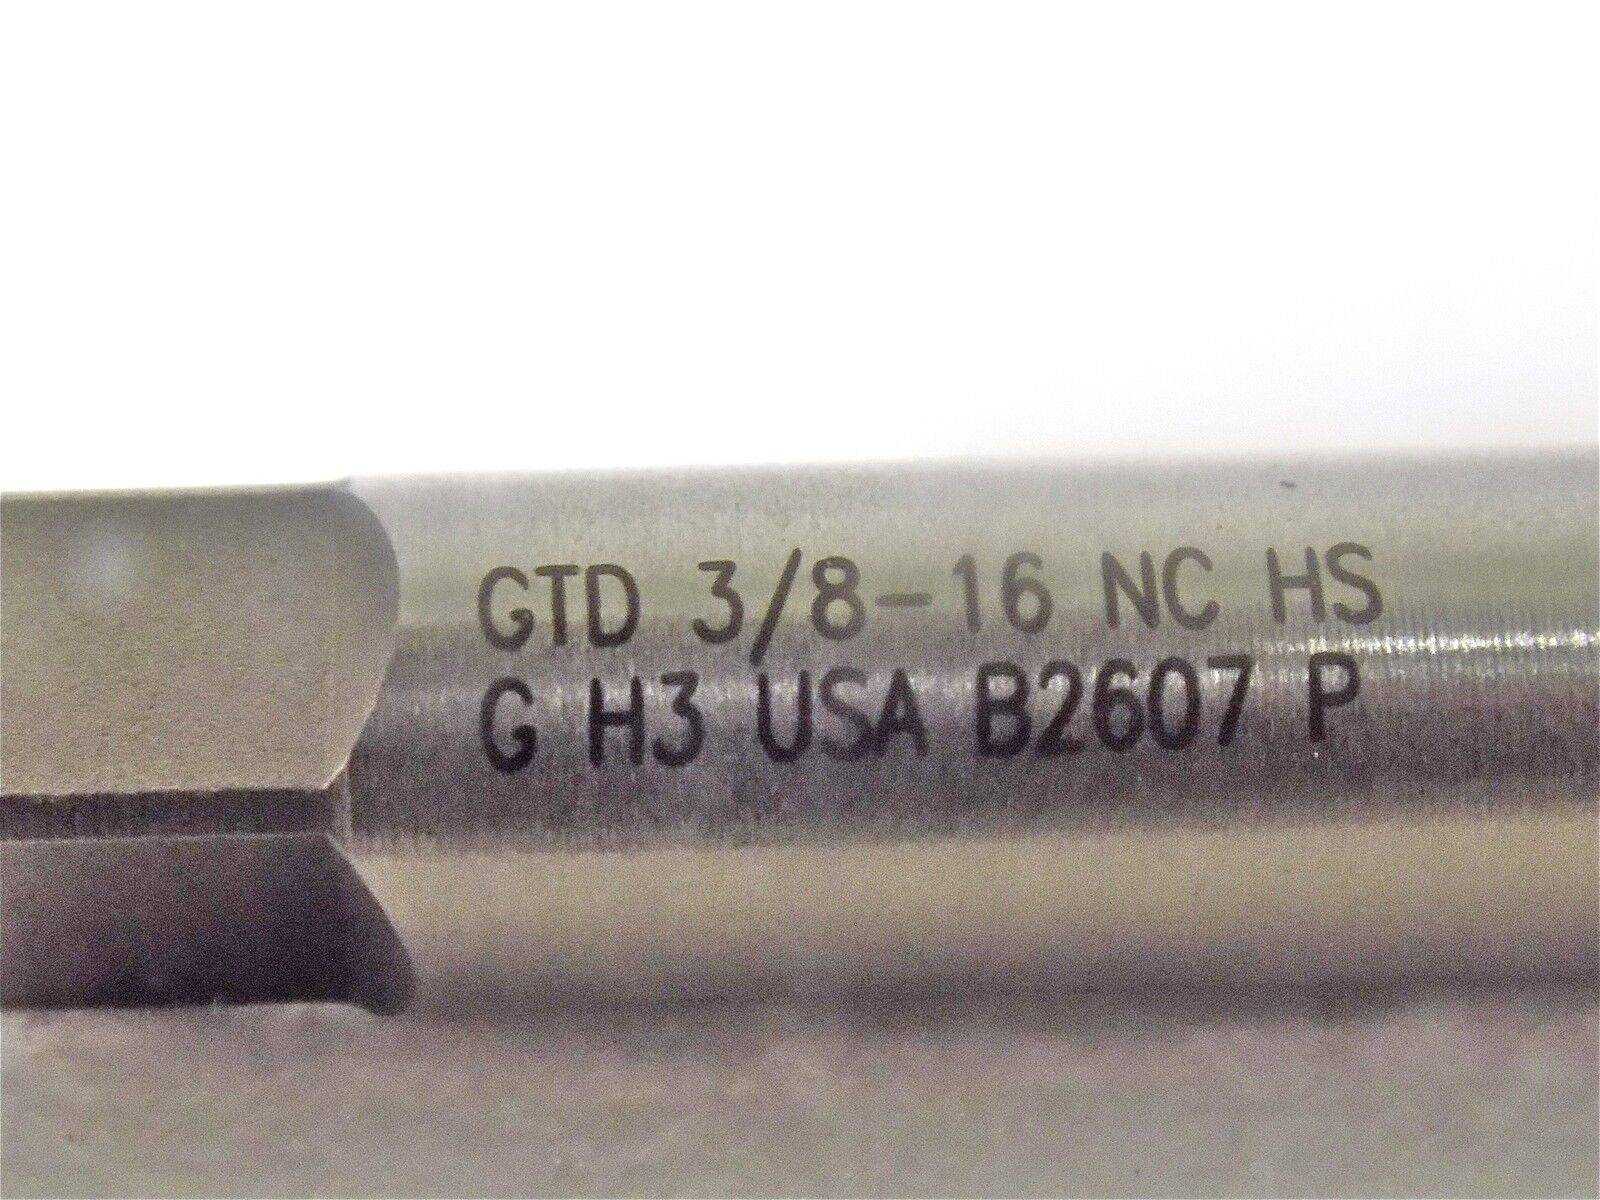 GTD 3/8-16 NC HS
G H3 USA B2607 P